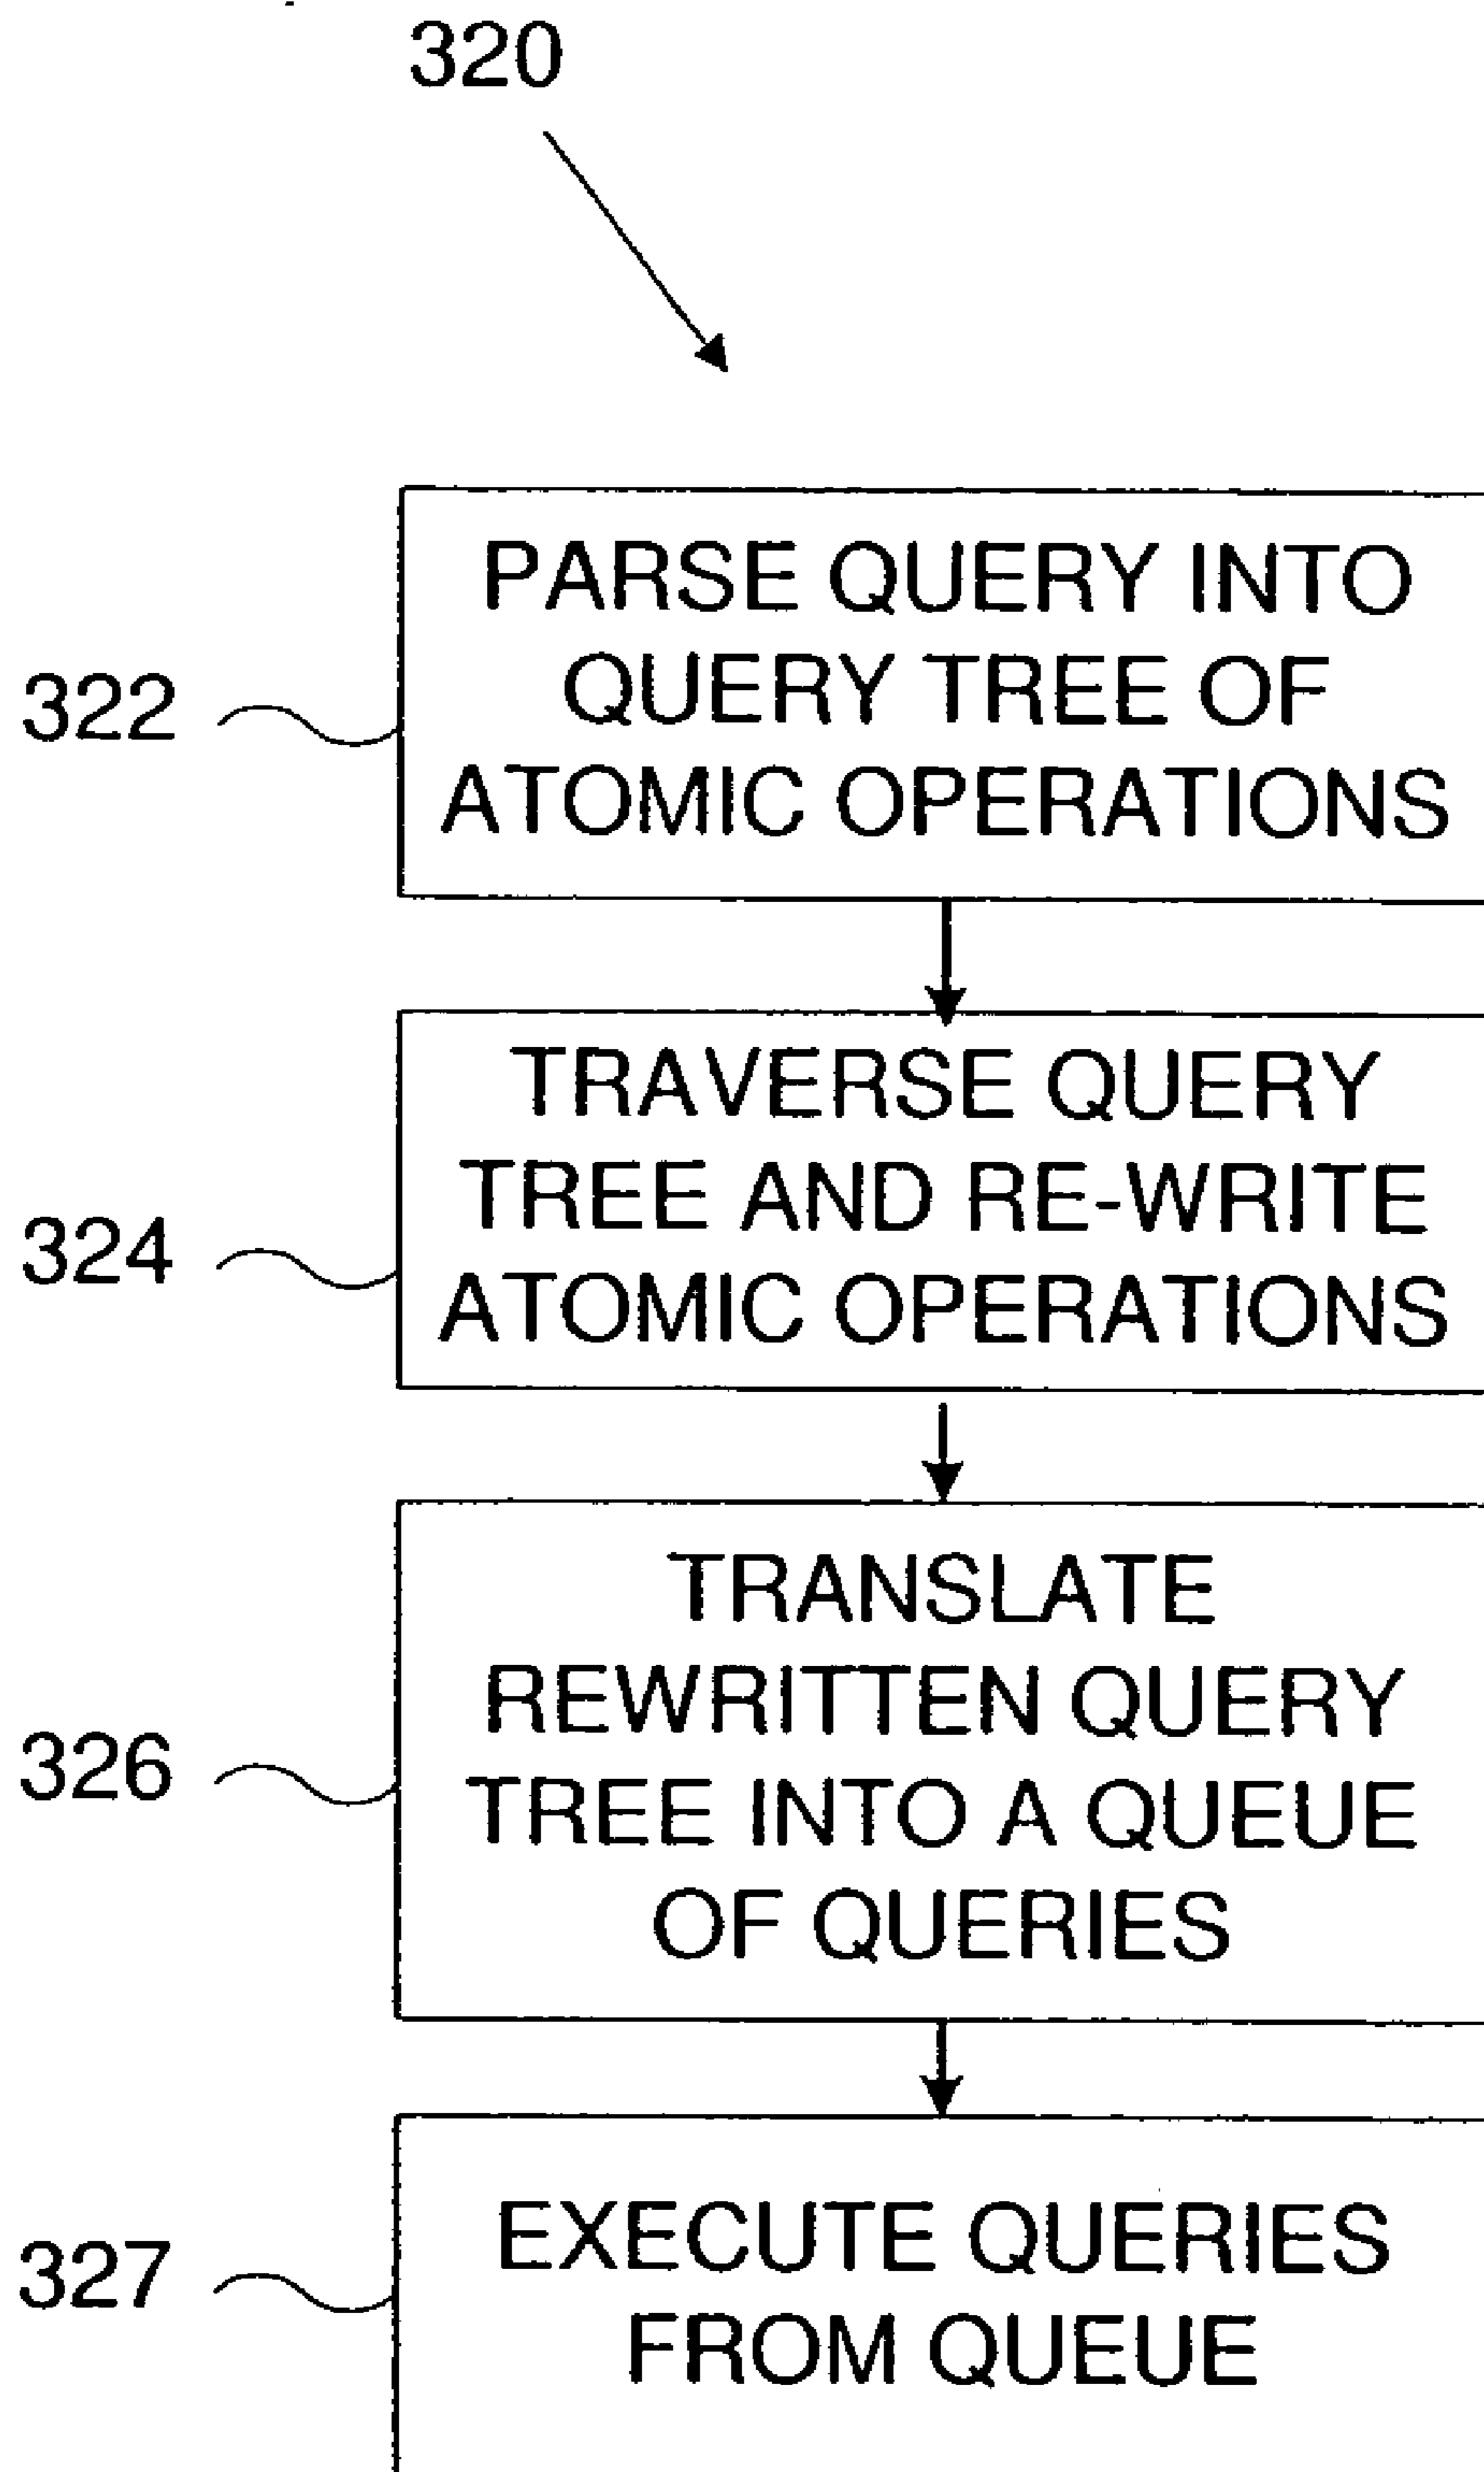 320
322
PARSE QUERY INTO
QUERY TREE OF
ATOMIC OPERATIONS
324
TRAVERSE QUERY
TREE AND RE-WRITE
ATOMIC OPERATIONS
326
TRANSLATE
REWRITTEN QUERY
TREE INTO A QUEUE
OF QUERIES
327
EXECUTE QUERIES
FROM QUEUE